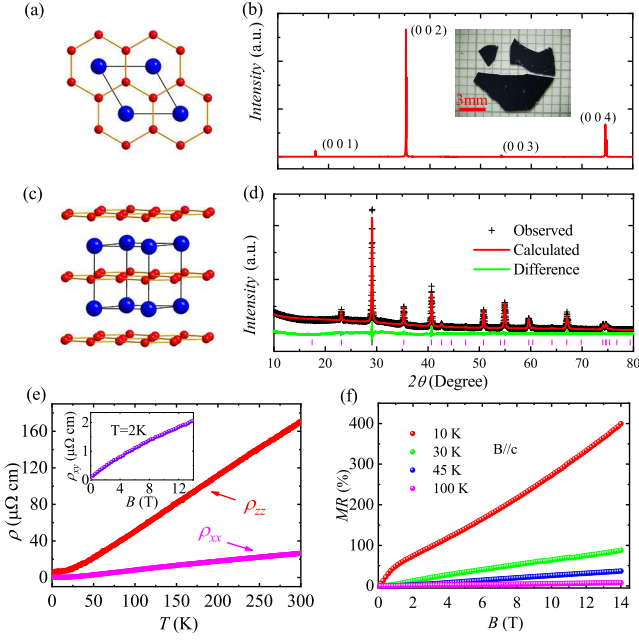 (a)
(b)
Intensity (a.u.)
(0 0 1)
(0 0 2)
(0 0 3)
(0 0 4)
3mm
(c)
(d)
Intensity (a.u.)
Observed
Calculated
Difference
10 20 30 40 50 60 70 80
2θ (Degree)
(e)
ρ (μΩ cm)
160
120
80
40
0
0 50 100 150 200 250 300
T (K)
ρzz
ρxx
T=2K
ρxy (μΩ cm)
2
1
0
0 4 8 12
B (T)
(f)
MR (%)
400
300
200
100
0
10 K
30 K
45 K
100 K
B//c
0 2 4 6 8 10 12 14
B (T)